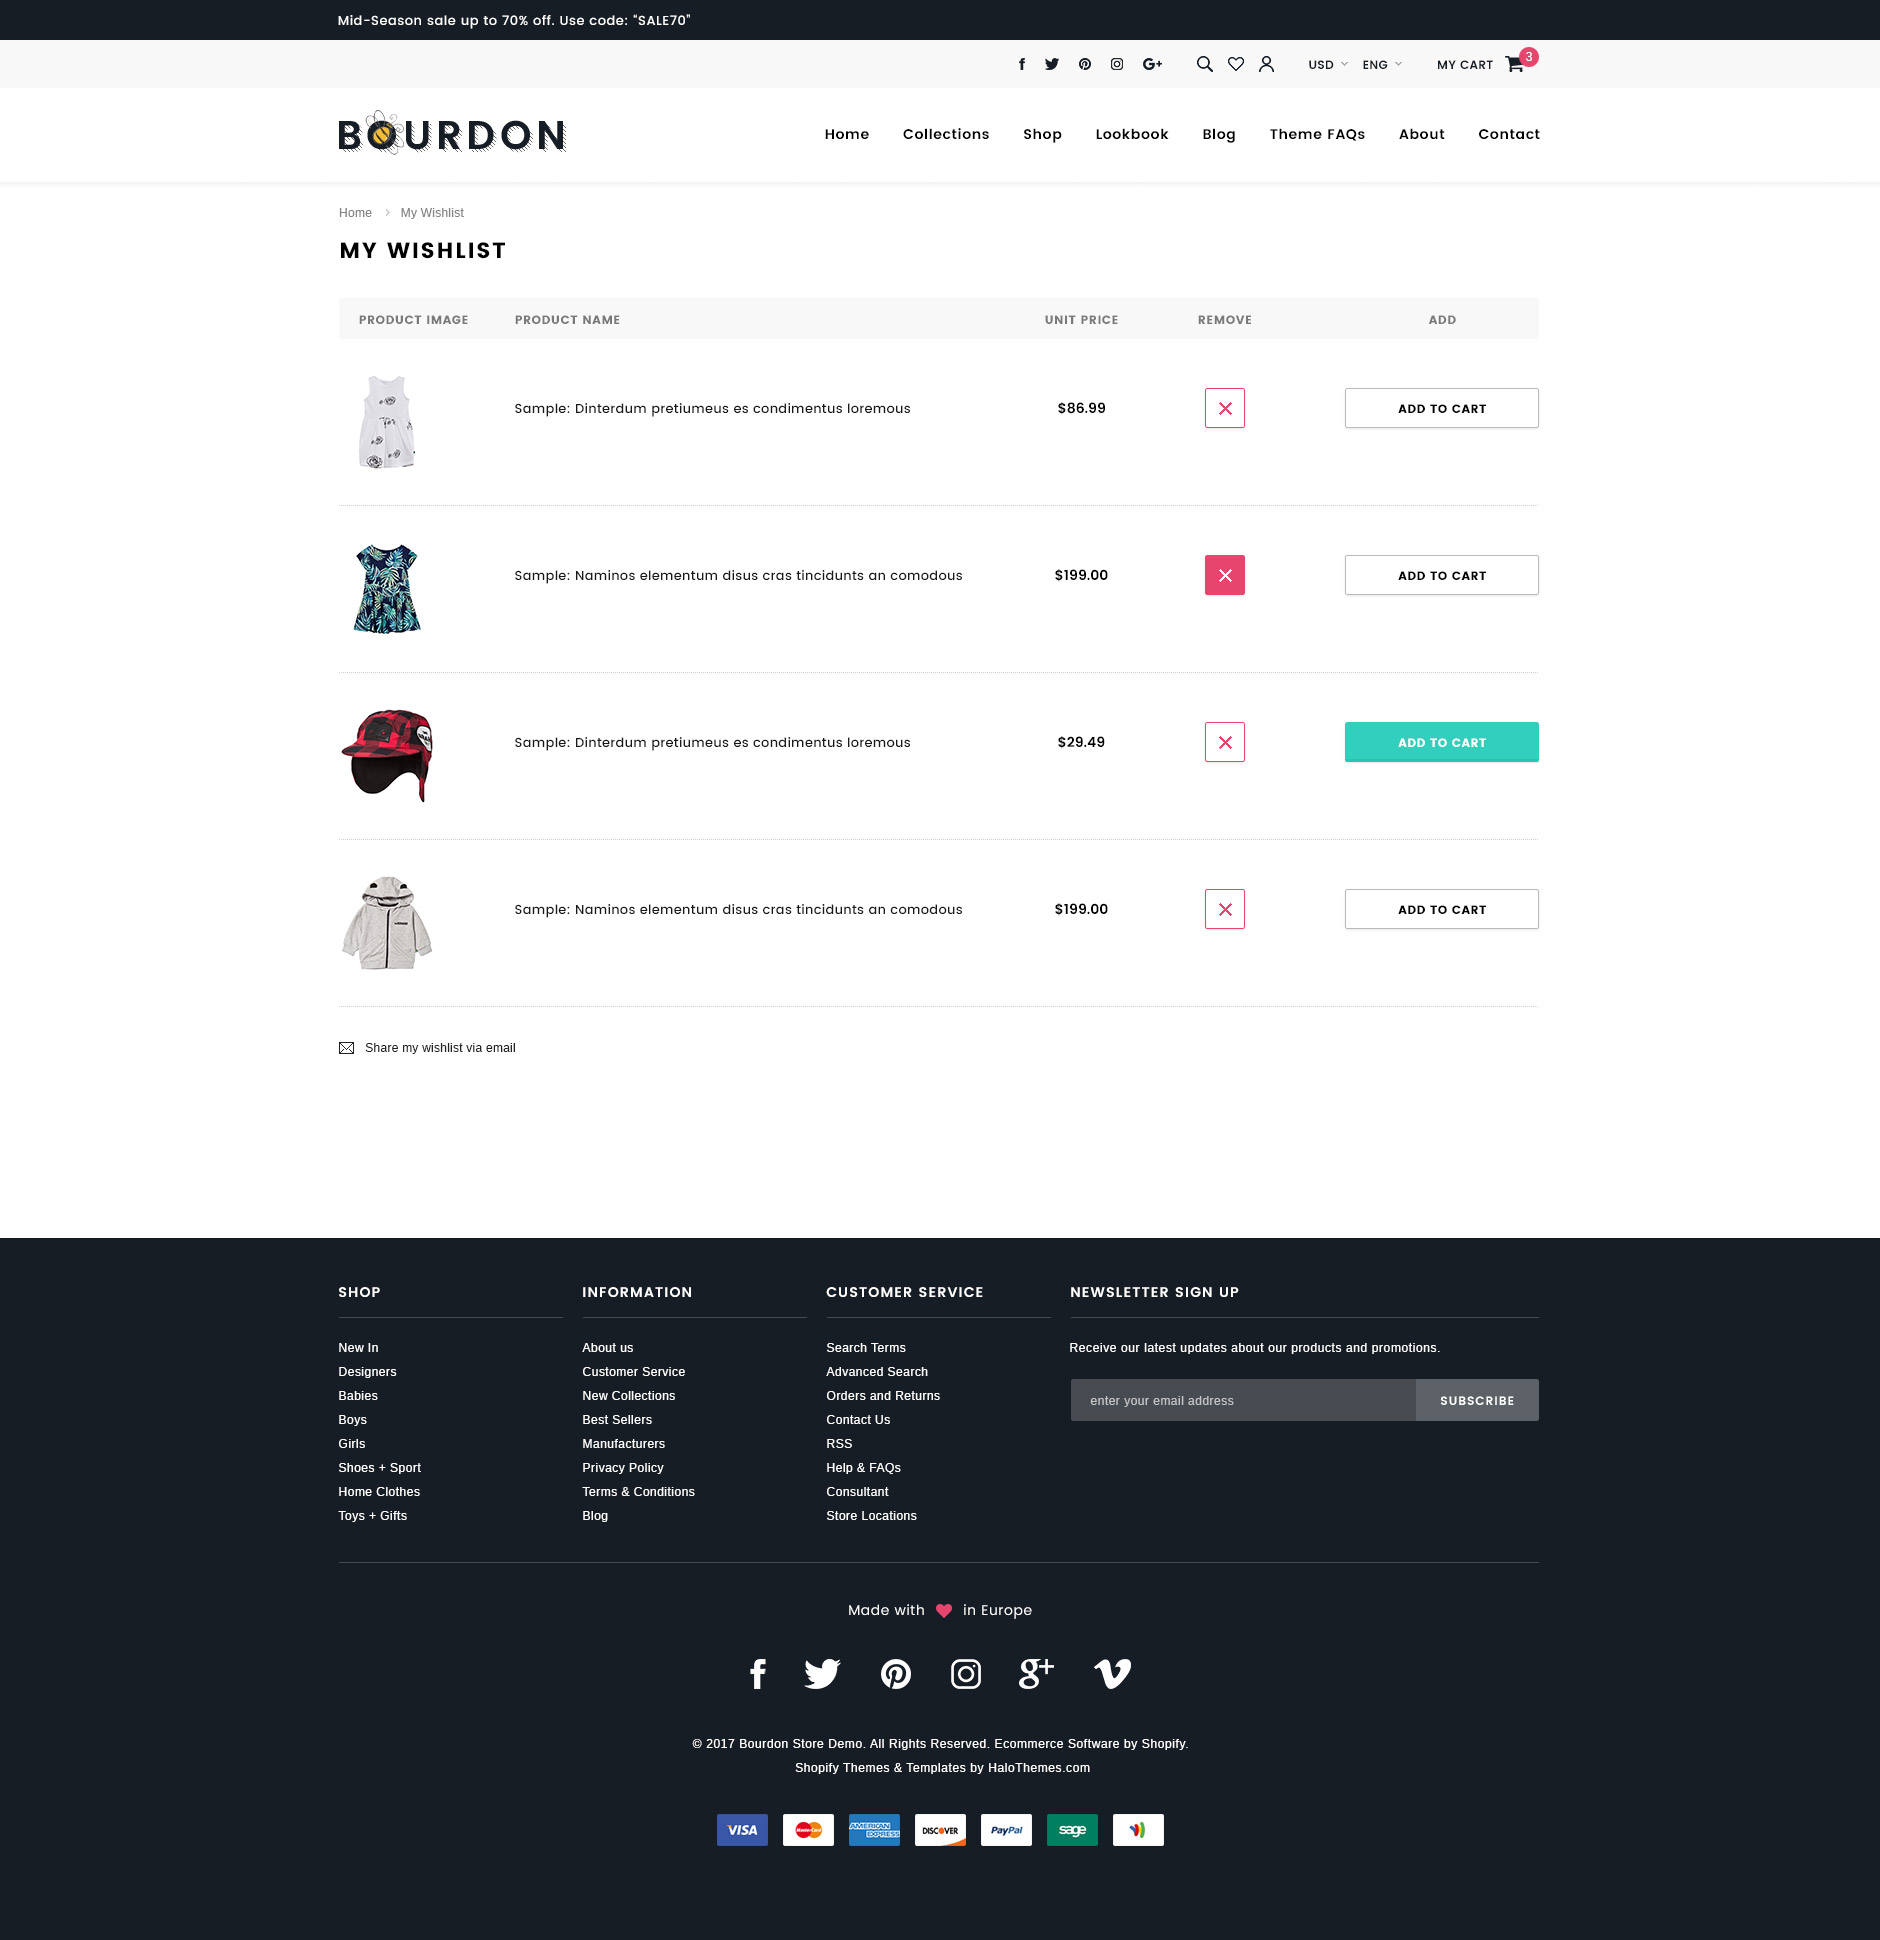 Mid-Season sale up to 70% off. Use code: "SALE70"
USD ENG MY CART 3
BOURDON
Home Collections Shop Lookbook Blog Theme FAQs About Contact
Home My Wishlist
MY WISHLIST
PRODUCT IMAGE PRODUCT NAME UNIT PRICE REMOVE ADD
Sample: Dinterdum pretiumeus es condimentus loremous $86.99 ADD TO CART
Sample: Naminos elementum disus cras tincidunts an comodous $199.00 ADD TO CART
Sample: Dinterdum pretiumeus es condimentus loremous $29.49 ADD TO CART
Sample: Naminos elementum disus cras tincidunts an comodous $199.00 ADD TO CART
Share my wishlist via email
SHOP
New In
Designers
Babies
Boys
Girls
Shoes + Sport
Home Clothes
Toys + Gifts
INFORMATION
About us
Customer Service
New Collections
Best Sellers
Manufacturers
Privacy Policy
Terms & Conditions
Blog
CUSTOMER SERVICE
Search Terms
Advanced Search
Orders and Returns
Contact Us
RSS
Help & FAQs
Consultant
Store Locations
NEWSLETTER SIGN UP
Receive our latest updates about our products and promotions.
enter your email address SUBSCRIBE
Made with in Europe
© 2017 Bourdon Store Demo. All Rights Reserved. Ecommerce Software by Shopify.
Shopify Themes & Templates by HaloThemes.com
VISA MasterCard AMERICAN EXPRESS DISCOVER PayPal sage